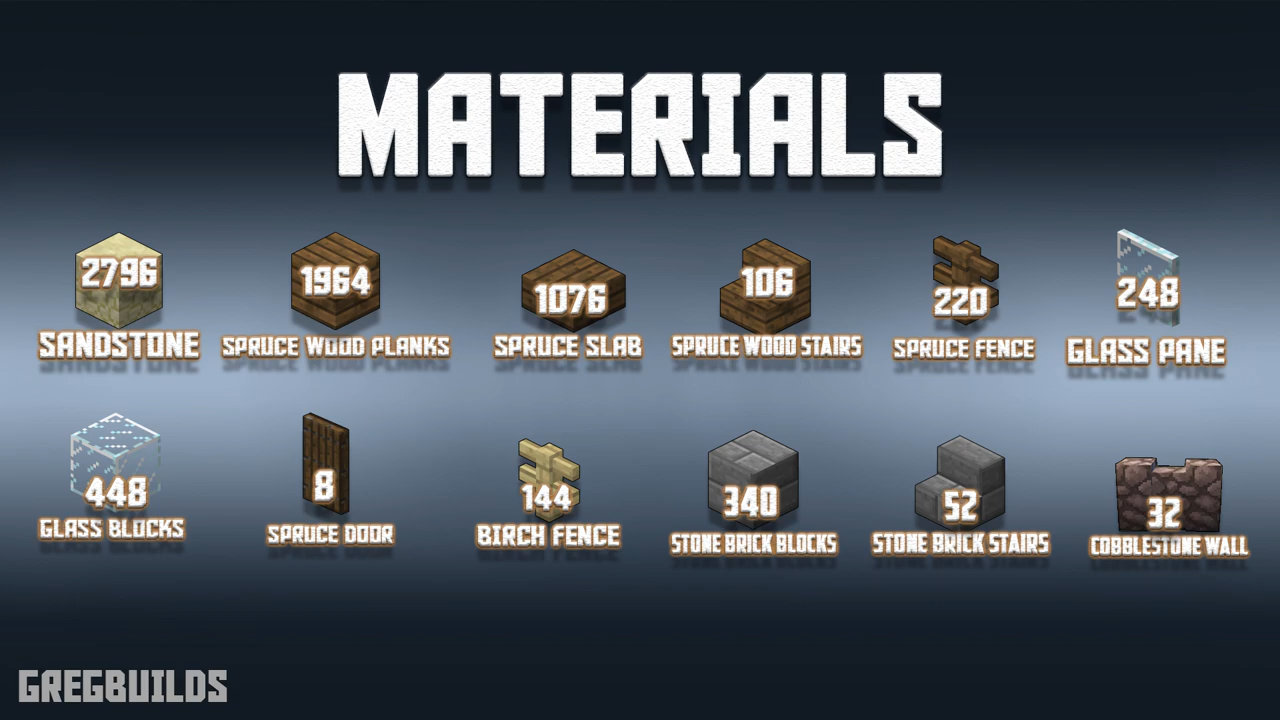 MATERIALS
2796 1964 1076 106 220 248
SANDSTONE SPRUCE WOOD PLANKS SPRUCE SLAB SPRUCE WOOD STAIRS SPRUCE FENCE GLASS PANE
448 8 144 340 52 32
GLASS BLOCKS SPRUCE DOOR BIRCH FENCE STONE BRICK BLOCKS STONE BRICK STAIRS COBBLESTONE WALL
GREGBUILDS